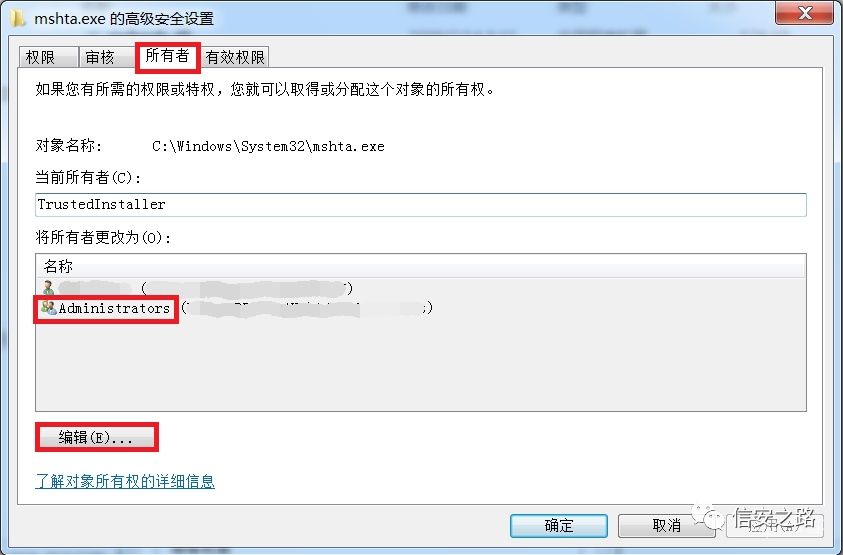 mshta.exe 的高级安全设置
权限 审核 所有者 有效权限
如果您有所需的权限或特权，您就可以取得或分配这个对象的所有权。
对象名称: C:\Windows\System32\mshta.exe
当前所有者(C):
TrustedInstaller
将所有者更改为(O):
名称
Administrators
编辑(E)...
了解对象所有权的详细信息
确定 取消
信安之路